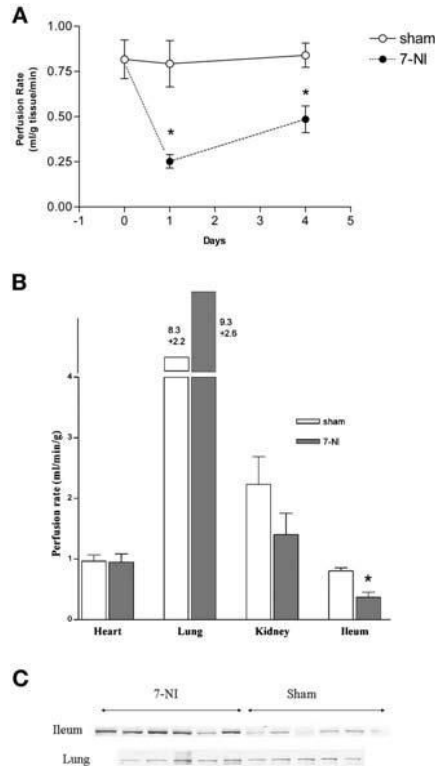 A
1.00
0.75
0.50
0.25
0.00
Perfusion Rate
(ml/g tissue/min)
sham
7-NI
*
*
-1 0 1 2 3 4 5
Days
B
8.3
+2.2
9.3
+2.6
sham
7-NI
Perfusion rate (ml/min/g)
4
3
2
1
0
*
Heart Lung Kidney Ileum
C
7-NI Sham
Ileum
Lung